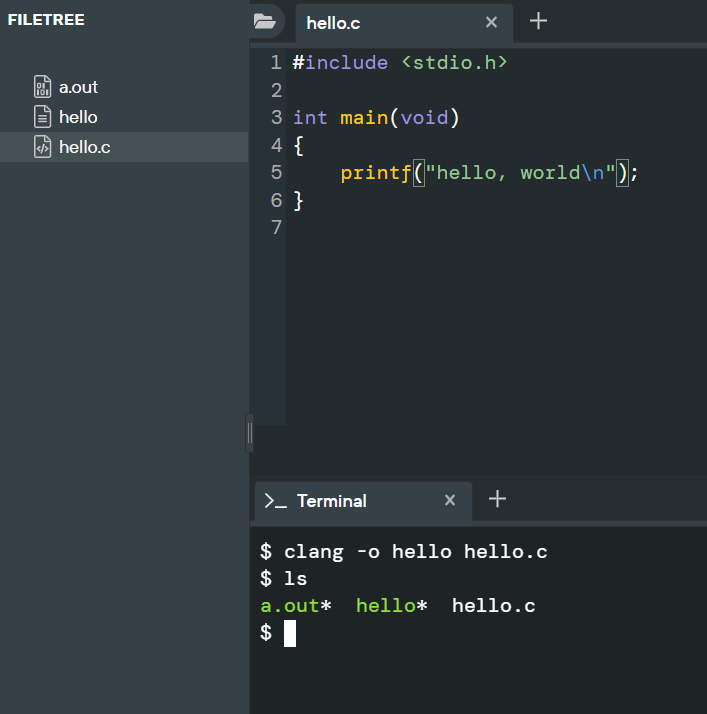 FILETREE
a.out
hello
hello.c
hello.c × +
1 #include <stdio.h>
2
3 int main(void)
4 {
5     printf("hello, world\n");
6 }
7
>_ Terminal × +
$ clang -o hello hello.c
$ ls
a.out*  hello*  hello.c
$